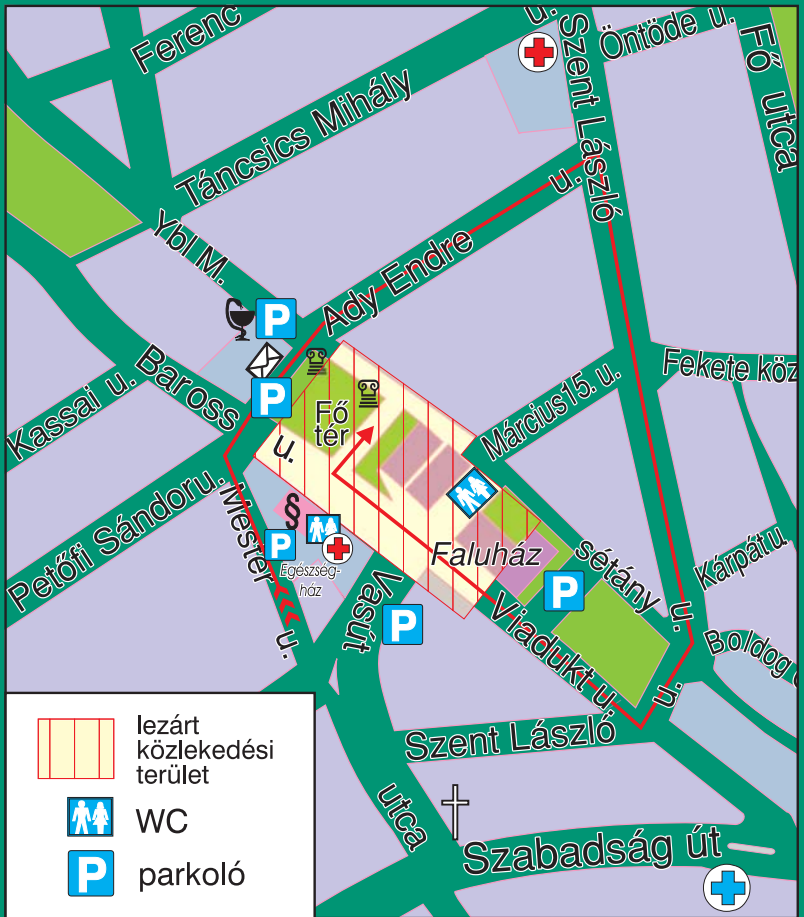 Ferenc
u.
Szent László
Öntöde u.
Fő utca
Táncsics Mihály
u.
Ybl M.
Ady Endre
P
Baross
P
Fő
tér
Kassai u.
u.
Március 15. u.
Fekete köz
Petőfi Sándor u.
Mester
§
P
Egészség-
ház
Faluház
sétány
u.
Kárpát u.
P
Vasút
P
Viadukt u.
Boldog
u.
u.
Szent László
utca
Szabadság út
lezárt
közlekedési
terület
WC
P
parkoló